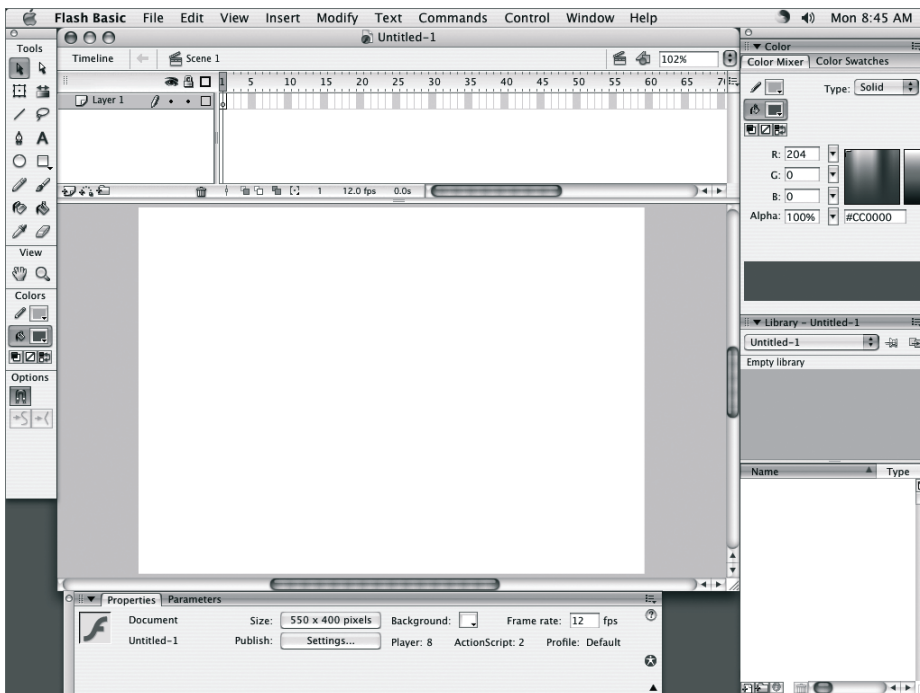 Flash Basic File Edit View Insert Modify Text Commands Control Window Help Mon 8:45 AM
Untitled-1
Tools
View
Colors
Options
Timeline Scene 1 102%
1 5 10 15 20 25 30 35 40 45 50 55 60 65 7
Layer 1
1 12.0 fps 0.0s
Color
Color Mixer Color Swatches
Type: Solid
R: 204
G: 0
B: 0
Alpha: 100% #CC0000
Library - Untitled-1
Untitled-1
Empty library
Name Type
Properties Parameters
Document Size: 550 x 400 pixels Background: Frame rate: 12 fps
Untitled-1 Publish: Settings... Player: 8 ActionScript: 2 Profile: Default